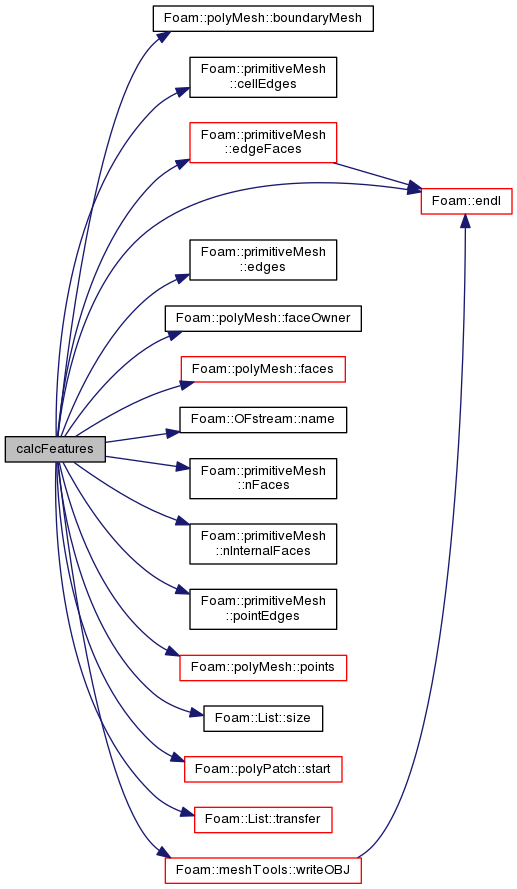 Foam::polyMesh::boundaryMesh
Foam::primitiveMesh
::cellEdges
Foam::primitiveMesh
::edgeFaces
Foam::endl
Foam::primitiveMesh
::edges
Foam::polyMesh::faceOwner
Foam::polyMesh::faces
Foam::OFstream::name
calcFeatures
Foam::primitiveMesh
::nFaces
Foam::primitiveMesh
::nInternalFaces
Foam::primitiveMesh
::pointEdges
Foam::polyMesh::points
Foam::List::size
Foam::polyPatch::start
Foam::List::transfer
Foam::meshTools::writeOBJ